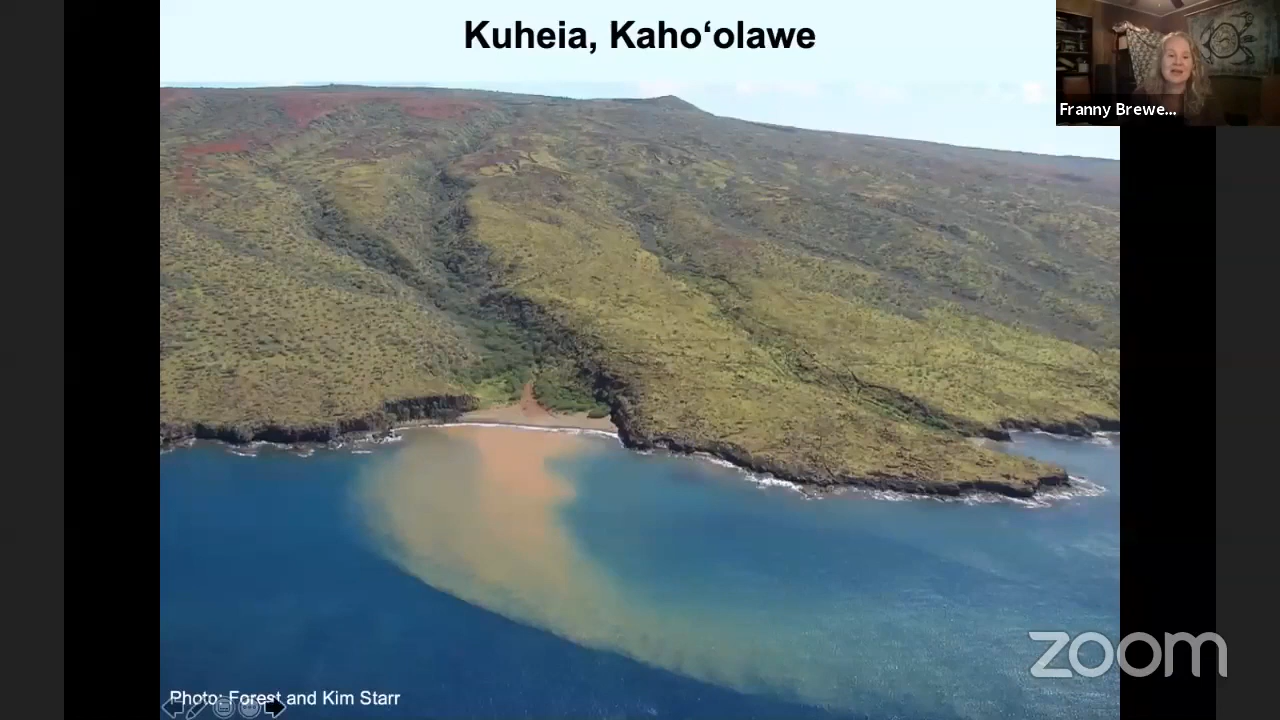 Kuheia, Kahoʻolawe
Franny Brewe...
Photo: Forest and Kim Starr
zoom